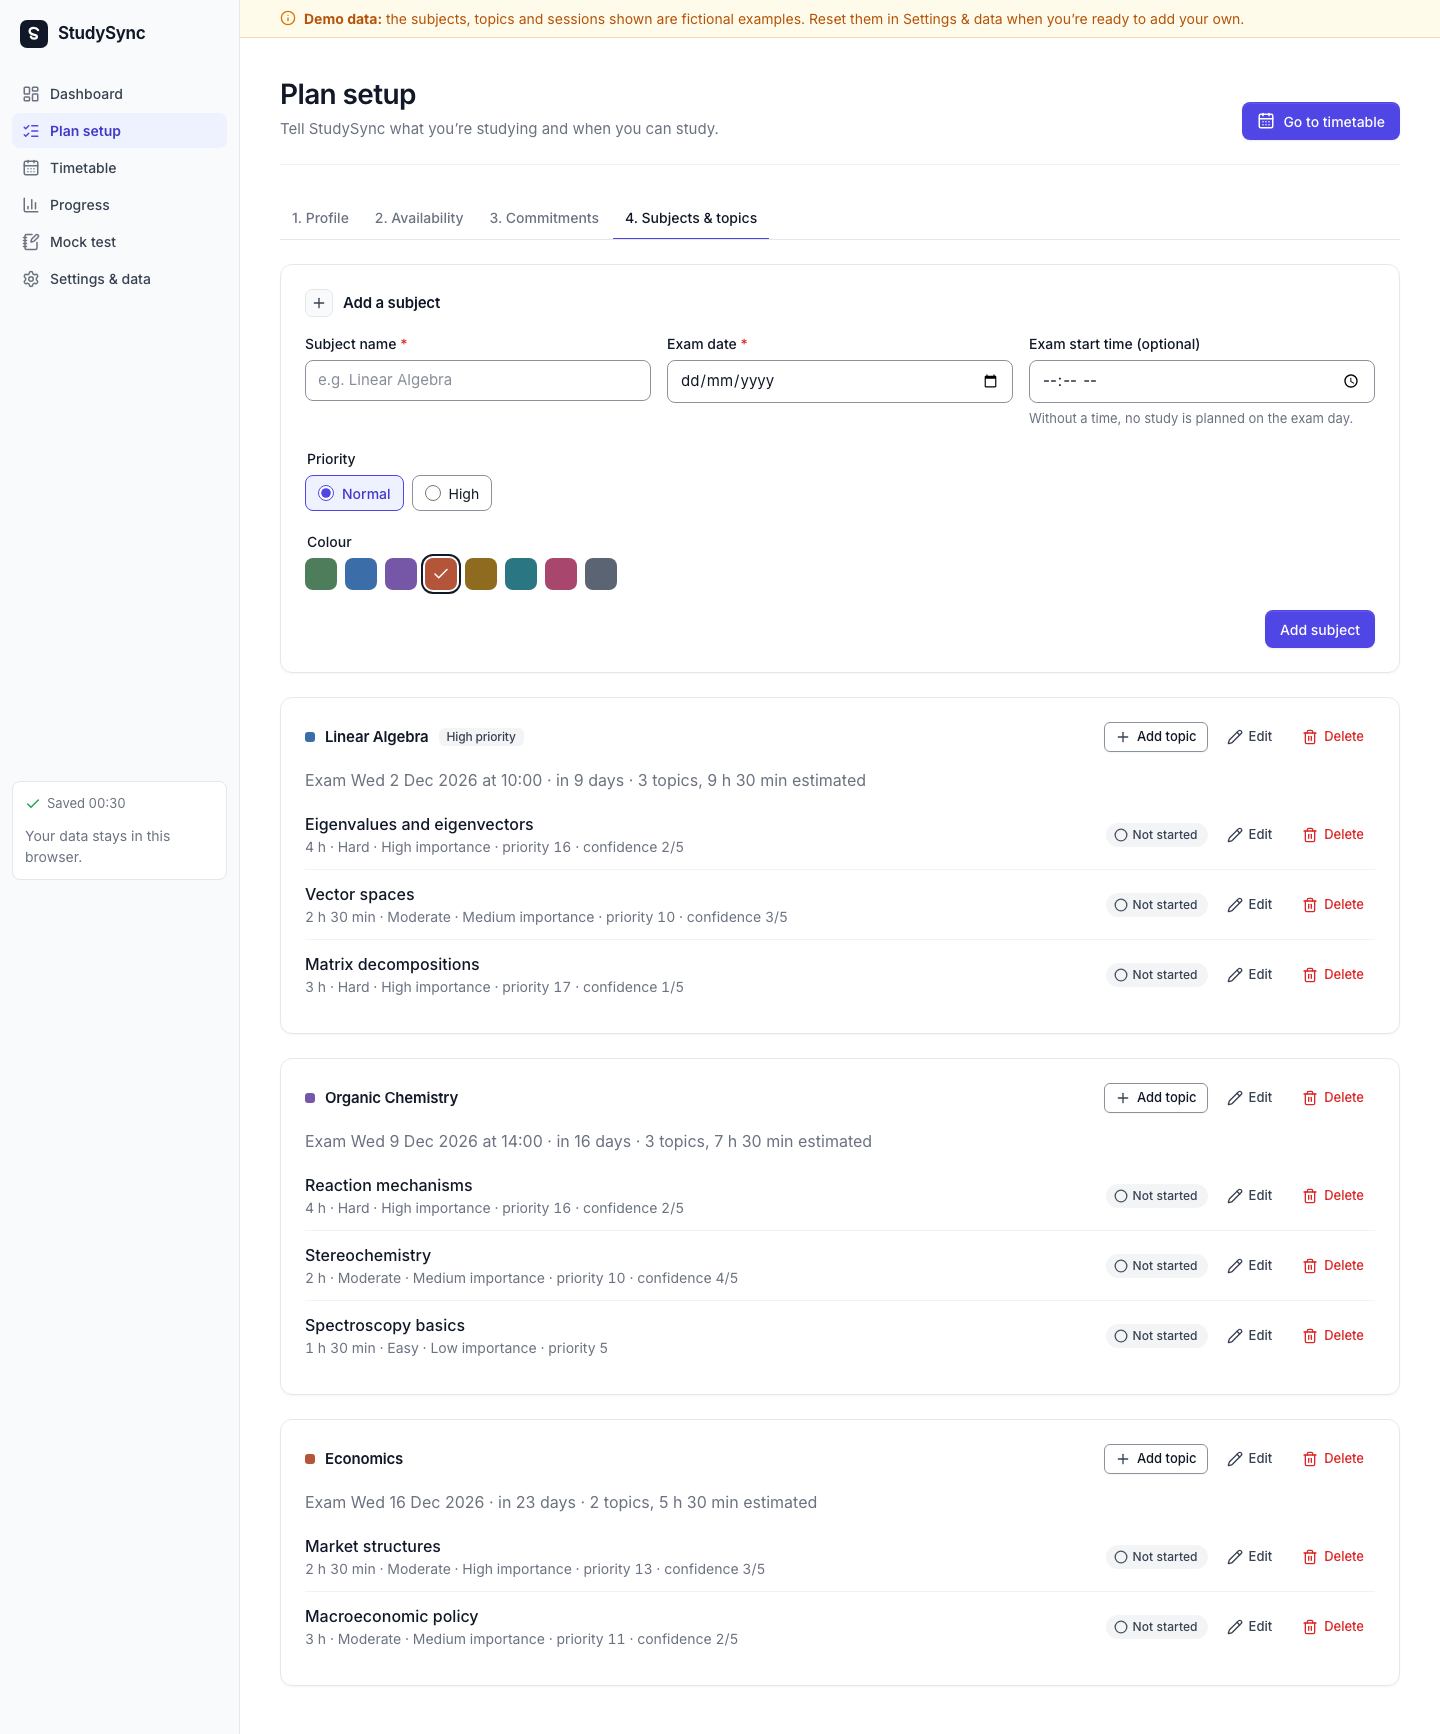 StudySync
Dashboard
Plan setup
Timetable
Progress
Mock test
Settings & data
Saved 00:30
Your data stays in this
browser.
Demo data: the subjects, topics and sessions shown are fictional examples. Reset them in Settings & data when you’re ready to add your own.
Plan setup
Tell StudySync what you’re studying and when you can study.
Go to timetable
1. Profile
2. Availability
3. Commitments
4. Subjects & topics
Add a subject
Subject name *
e.g. Linear Algebra
Exam date *
dd/mm/yyyy
Exam start time (optional)
--:-- --
Without a time, no study is planned on the exam day.
Priority
Normal
High
Colour
Add subject
Linear Algebra
High priority
Add topic
Edit
Delete
Exam Wed 2 Dec 2026 at 10:00 · in 9 days · 3 topics, 9 h 30 min estimated
Eigenvalues and eigenvectors
4 h · Hard · High importance · priority 16 · confidence 2/5
Not started
Edit
Delete
Vector spaces
2 h 30 min · Moderate · Medium importance · priority 10 · confidence 3/5
Not started
Edit
Delete
Matrix decompositions
3 h · Hard · High importance · priority 17 · confidence 1/5
Not started
Edit
Delete
Organic Chemistry
Add topic
Edit
Delete
Exam Wed 9 Dec 2026 at 14:00 · in 16 days · 3 topics, 7 h 30 min estimated
Reaction mechanisms
4 h · Hard · High importance · priority 16 · confidence 2/5
Not started
Edit
Delete
Stereochemistry
2 h · Moderate · Medium importance · priority 10 · confidence 4/5
Not started
Edit
Delete
Spectroscopy basics
1 h 30 min · Easy · Low importance · priority 5
Not started
Edit
Delete
Economics
Add topic
Edit
Delete
Exam Wed 16 Dec 2026 · in 23 days · 2 topics, 5 h 30 min estimated
Market structures
2 h 30 min · Moderate · High importance · priority 13 · confidence 3/5
Not started
Edit
Delete
Macroeconomic policy
3 h · Moderate · Medium importance · priority 11 · confidence 2/5
Not started
Edit
Delete